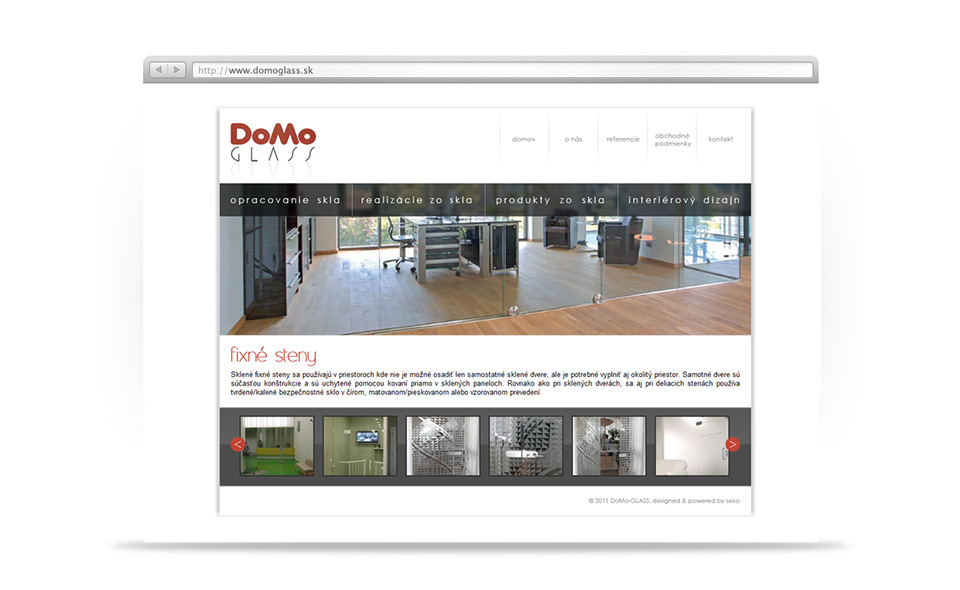 http://www.domoglass.sk
DoMo
GLASS
domov
o nás
referencie
obchodné
podmienky
kontakt
opracovanie skla
realizácie zo skla
produkty zo skla
interiérový dizajn
fixné steny
Sklené fixné steny sa používajú v priestoroch kde nie je možné osadiť len samostatné sklené dvere, ale je potrebné vyplniť aj okolitý priestor. Samotné dvere sú
súčasťou konštrukcie a sú uchytené pomocou kovaní priamo v sklených paneloch. Rovnako ako pri sklených dverách, sa aj pri deliacich stenách používa
tvrdené/kalené bezpečnostné sklo v čírom, matovanom/pieskovanom alebo vzorovanom prevedení.
< >
© 2011 DoMo-GLASS, designed & powered by seko